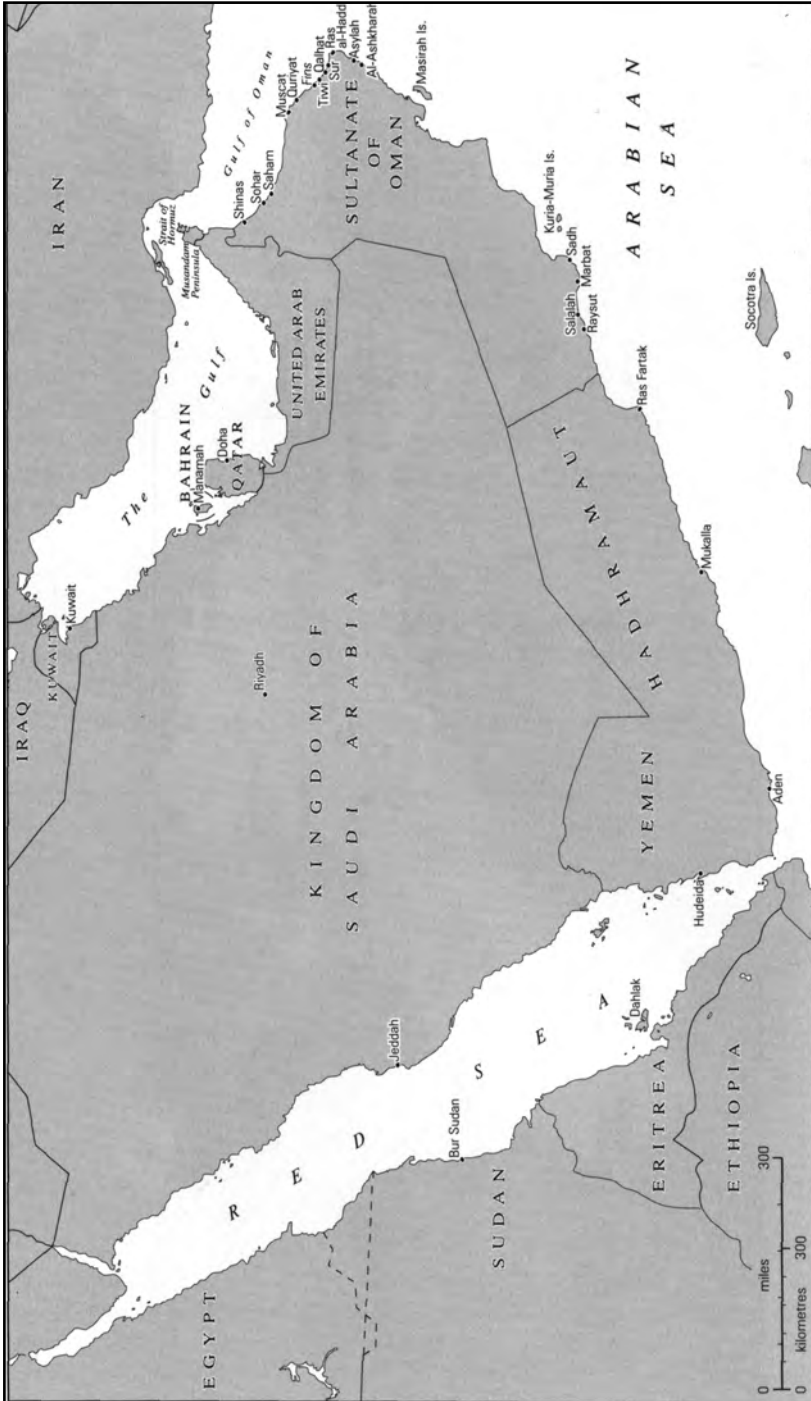 IRAQ
IRAN
KUWAIT
Kuwait
The Gulf
Strait of
Hormuz
Musandam
Peninsula
BAHRAIN
Manamah
Doha
QATAR
Gulf of Oman
Shinas
Sohar
Saham
Muscat
Quriyat
Fins
Tiwi
Qalhat
Sur
Ras
al-Hadd
Asylah
Al-Ashkharah
Masirah Is.
EGYPT
RED SEA
Riyadh
KINGDOM OF
SAUDI ARABIA
UNITED ARAB
EMIRATES
SULTANATE
OF
OMAN
Jeddah
Bur Sudan
SUDAN
Kuria-Muria Is.
Sadh
Marbat
Salalah
Raysut
ARABIAN
SEA
Ras Fartak
HADHRAMAUT
YEMEN
Dahlak
ERITREA
Hudeida
Mukalla
Socotra Is.
ETHIOPIA
Aden
0 miles 300
0 kilometres 300